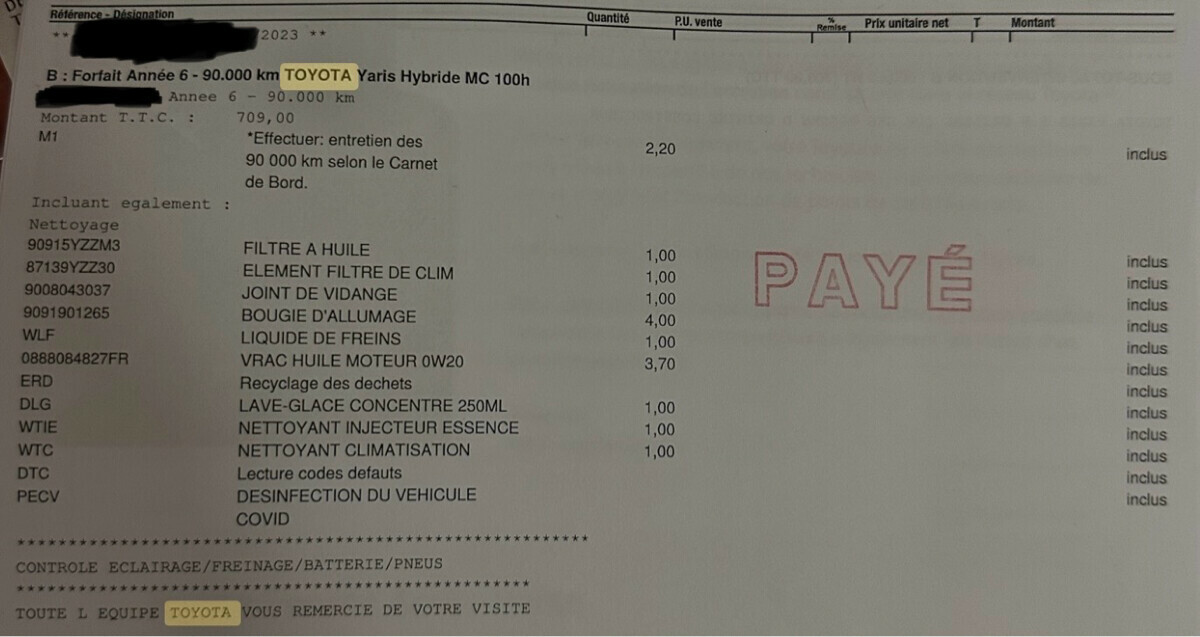 Référence - Désignation Quantité P.U. vente % Remise Prix unitaire net T Montant
** /2023 **
B : Forfait Année 6 - 90.000 km TOYOTA Yaris Hybride MC 100h
Annee 6 - 90.000 km
Montant T.T.C. : 709,00
M1 *Effectuer: entretien des 2,20 inclus
90 000 km selon le Carnet
de Bord.
Incluant egalement :
Nettoyage
90915YZZM3 FILTRE A HUILE 1,00 inclus
87139YZZ30 ELEMENT FILTRE DE CLIM 1,00 inclus
9008043037 JOINT DE VIDANGE 1,00 inclus
9091901265 BOUGIE D'ALLUMAGE 4,00 inclus
WLF LIQUIDE DE FREINS 1,00 inclus
0888084827FR VRAC HUILE MOTEUR 0W20 3,70 inclus
ERD Recyclage des dechets inclus
DLG LAVE-GLACE CONCENTRE 250ML 1,00 inclus
WTIE NETTOYANT INJECTEUR ESSENCE 1,00 inclus
WTC NETTOYANT CLIMATISATION 1,00 inclus
DTC Lecture codes defauts inclus
PECV DESINFECTION DU VEHICULE inclus
COVID
PAYÉ
CONTROLE ECLAIRAGE/FREINAGE/BATTERIE/PNEUS
TOUTE L EQUIPE TOYOTA VOUS REMERCIE DE VOTRE VISITE